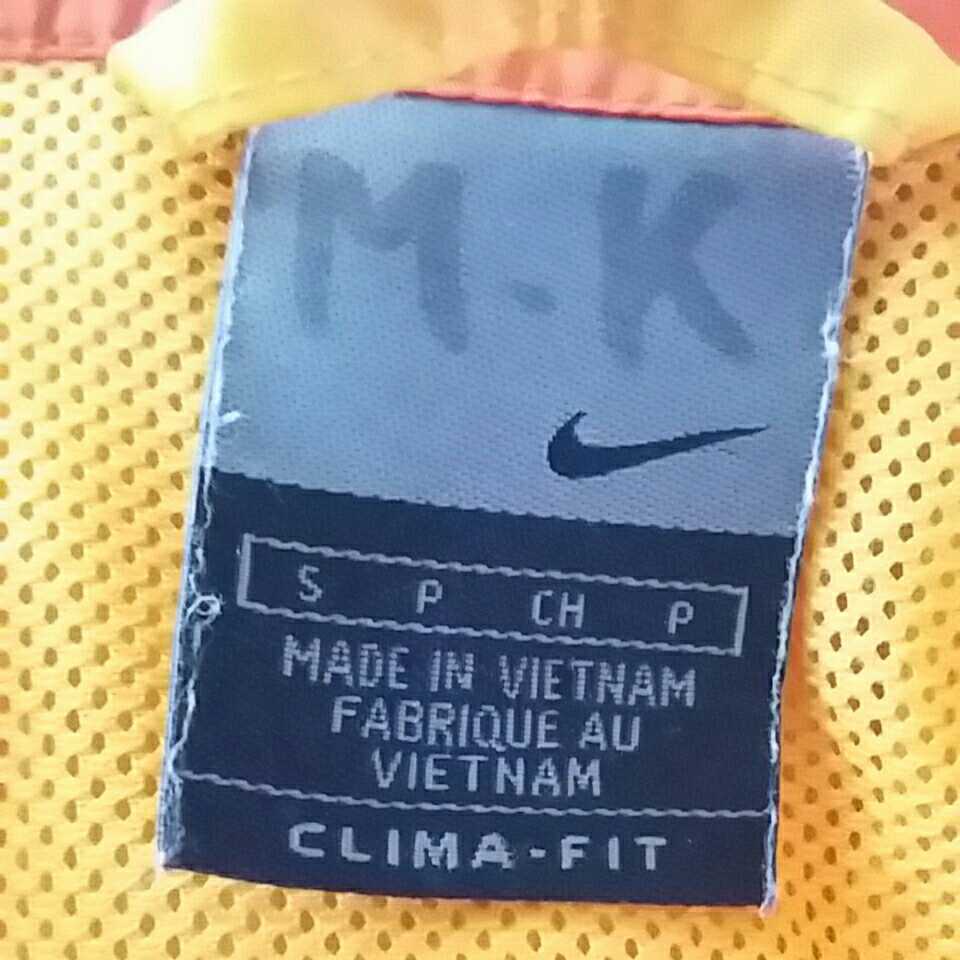 M.K
S P CH P
MADE IN VIETNAM
FABRIQUE AU
VIETNAM
CLIMA-FIT